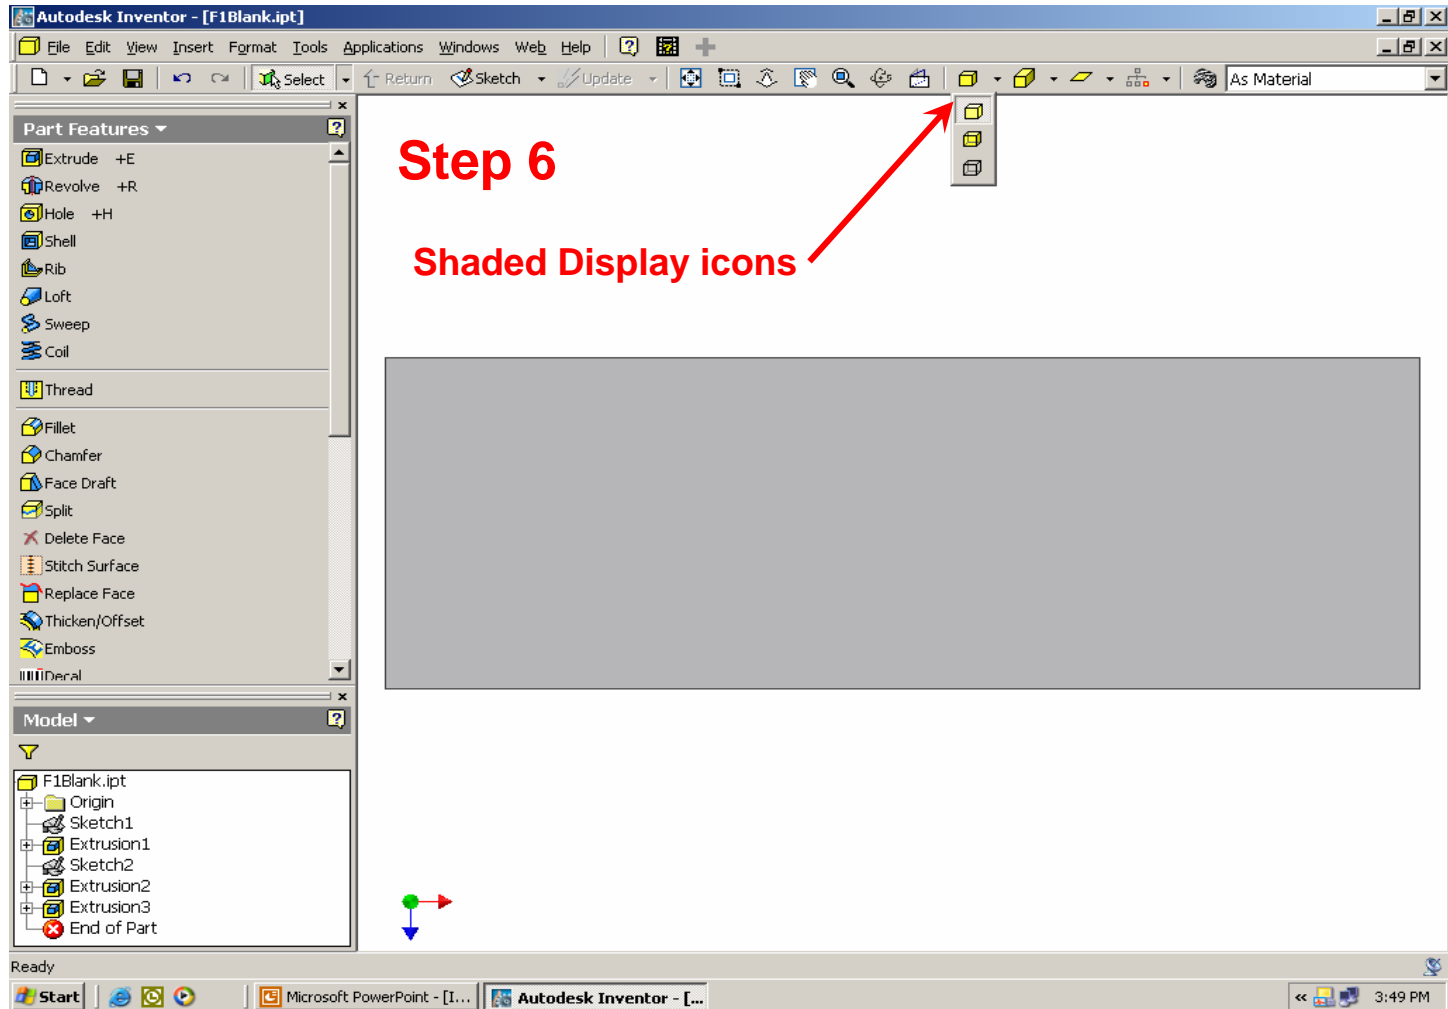 Autodesk Inventor - [F1Blank.ipt]
File Edit View Insert Format Tools Applications Windows Web Help
Select Return Sketch Update As Material
Part Features
Extrude +E
Revolve +R
Hole +H
Shell
Rib
Loft
Sweep
Coil
Thread
Fillet
Chamfer
Face Draft
Split
Delete Face
Stitch Surface
Replace Face
Thicken/Offset
Emboss
Decal
Step 6
Shaded Display icons
Model
F1Blank.ipt
Origin
Sketch1
Extrusion1
Sketch2
Extrusion2
Extrusion3
End of Part
Ready
Start Microsoft PowerPoint - [I... Autodesk Inventor - [... « 3:49 PM